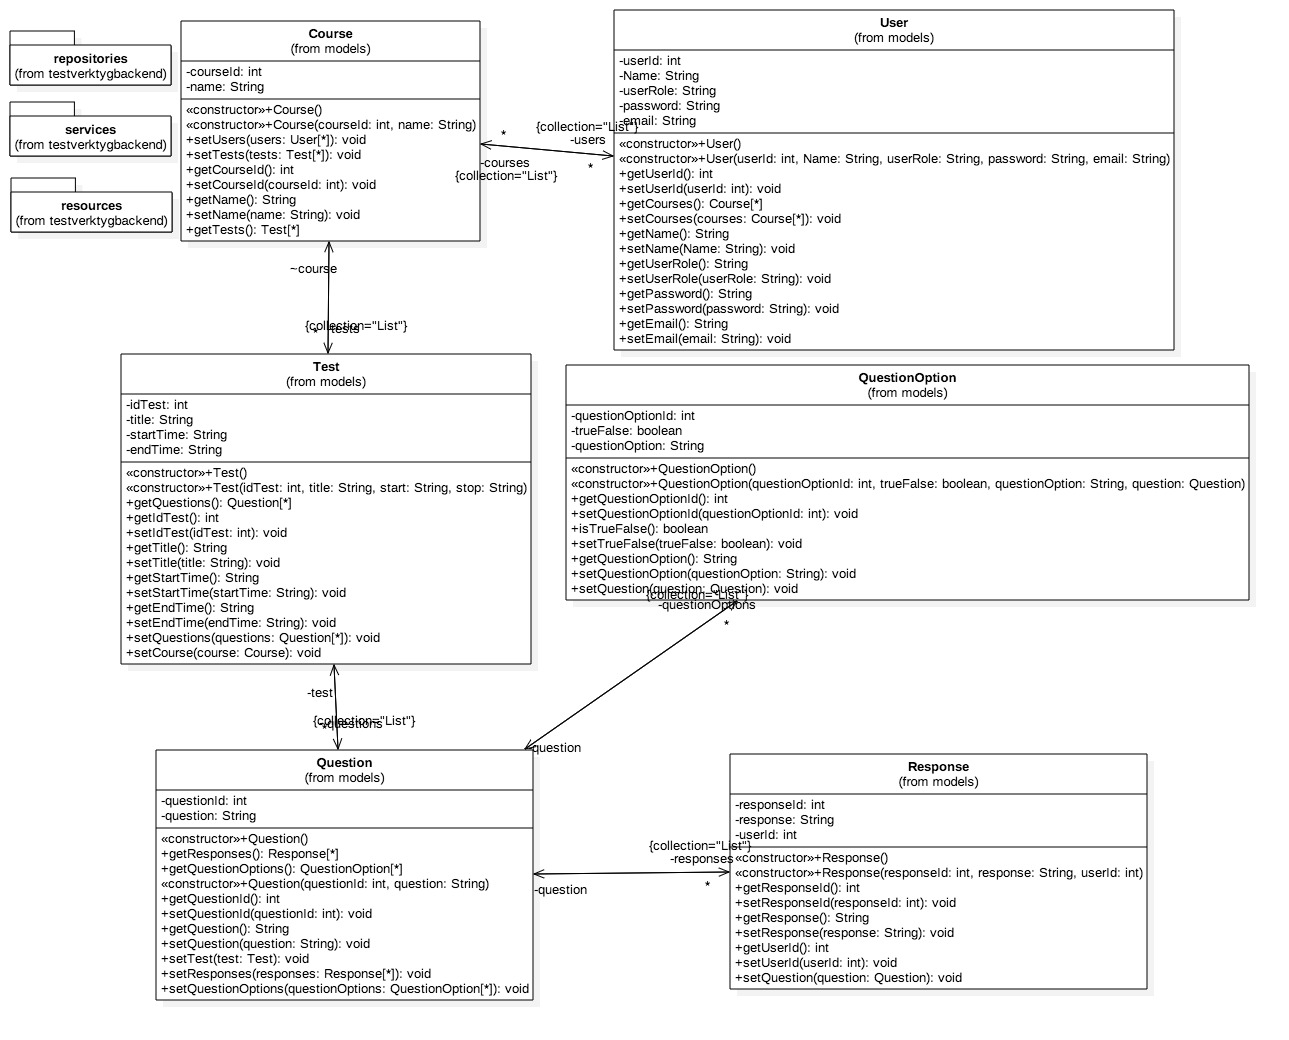 repositories
(from testverktygbackend)
services
(from testverktygbackend)
resources
(from testverktygbackend)
Course
(from models)
-courseId: int
-name: String
«constructor»+Course()
«constructor»+Course(courseId: int, name: String)
+setUsers(users: User[*]): void
+setTests(tests: Test[*]): void
+getCourseId(): int
+setCourseId(courseId: int): void
+getName(): String
+setName(name: String): void
+getTests(): Test[*]
*
{collection="List"}
-users
-courses
*
{collection="List"}
User
(from models)
-userId: int
-Name: String
-userRole: String
-password: String
-email: String
«constructor»+User()
«constructor»+User(userId: int, Name: String, userRole: String, password: String, email: String)
+getUserId(): int
+setUserId(userId: int): void
+getCourses(): Course[*]
+setCourses(courses: Course[*]): void
+getName(): String
+setName(Name: String): void
+getUserRole(): String
+setUserRole(userRole: String): void
+getPassword(): String
+setPassword(password: String): void
+getEmail(): String
+setEmail(email: String): void
~course
{collection="List"}
* -tests
Test
(from models)
-idTest: int
-title: String
-startTime: String
-endTime: String
«constructor»+Test()
«constructor»+Test(idTest: int, title: String, start: String, stop: String)
+getQuestions(): Question[*]
+getIdTest(): int
+setIdTest(idTest: int): void
+getTitle(): String
+setTitle(title: String): void
+getStartTime(): String
+setStartTime(startTime: String): void
+getEndTime(): String
+setEndTime(endTime: String): void
+setQuestions(questions: Question[*]): void
+setCourse(course: Course): void
QuestionOption
(from models)
-questionOptionId: int
-trueFalse: boolean
-questionOption: String
«constructor»+QuestionOption()
«constructor»+QuestionOption(questionOptionId: int, trueFalse: boolean, questionOption: String, question: Question)
+getQuestionOptionId(): int
+setQuestionOptionId(questionOptionId: int): void
+isTrueFalse(): boolean
+setTrueFalse(trueFalse: boolean): void
+getQuestionOption(): String
+setQuestionOption(questionOption: String): void
+setQuestion(question: Question): void
{collection="List"}
-questionOptions
*
-test
{collection="List"}
* -questions
-question
Question
(from models)
-questionId: int
-question: String
«constructor»+Question()
+getResponses(): Response[*]
+getQuestionOptions(): QuestionOption[*]
«constructor»+Question(questionId: int, question: String)
+getQuestionId(): int
+setQuestionId(questionId: int): void
+getQuestion(): String
+setQuestion(question: String): void
+setTest(test: Test): void
+setResponses(responses: Response[*]): void
+setQuestionOptions(questionOptions: QuestionOption[*]): void
{collection="List"}
-responses
-question
*
Response
(from models)
-responseId: int
-response: String
-userId: int
«constructor»+Response()
«constructor»+Response(responseId: int, response: String, userId: int)
+getResponseId(): int
+setResponseId(responseId: int): void
+getResponse(): String
+setResponse(response: String): void
+getUserId(): int
+setUserId(userId: int): void
+setQuestion(question: Question): void